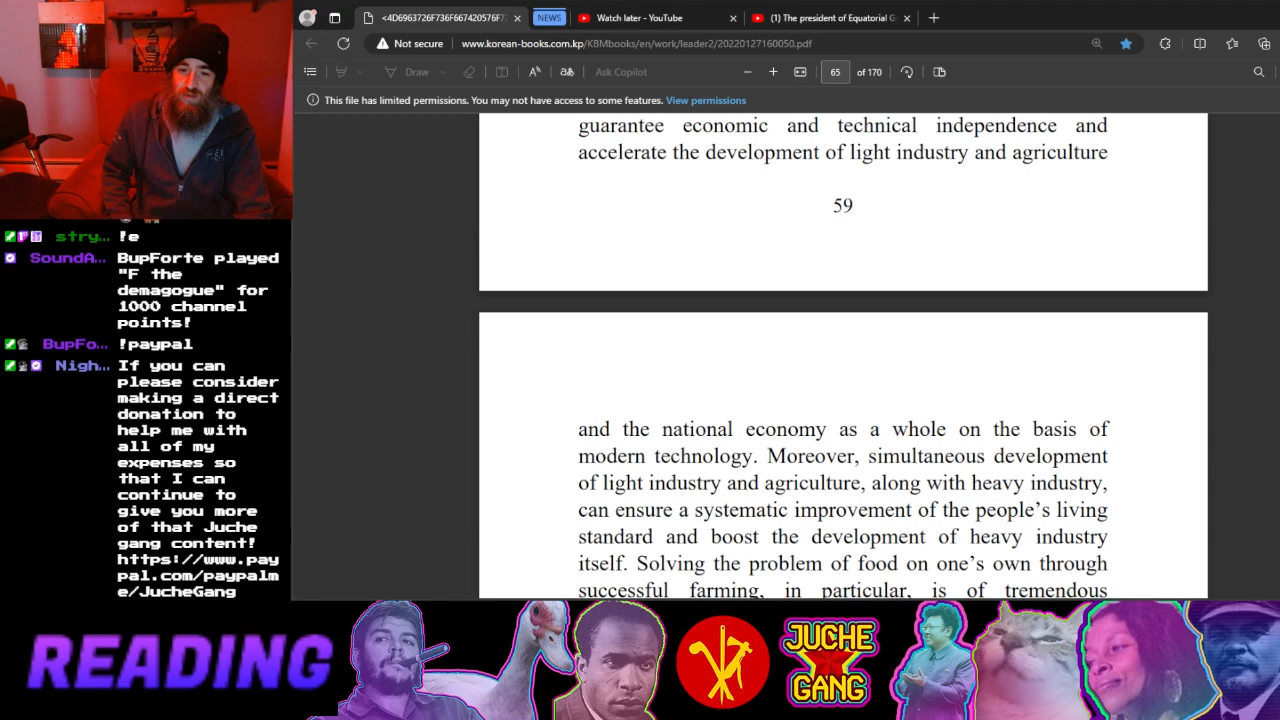 <4D6963726F736F667420576F7
NEWS
Watch later - YouTube
(1) The president of Equatorial G
Not secure
www.korean-books.com.kp/KBMbooks/en/work/leader2/20220127160050.pdf
Draw
Ask Copilot
65
of 170
This file has limited permissions. You may not have access to some features. View permissions
guarantee economic and technical independence and
accelerate the development of light industry and agriculture
59
and the national economy as a whole on the basis of
modern technology. Moreover, simultaneous development
of light industry and agriculture, along with heavy industry,
can ensure a systematic improvement of the people's living
standard and boost the development of heavy industry
itself. Solving the problem of food on one's own through
successful farming, in particular, is of tremendous
stry... !e
SoundA... BupForte played
"F the
demagogue" for
1000 channel
points!
BupFo... !paypal
Nigh... If you can
please consider
making a direct
donation to
help me with
all of my
expenses so
that I can
continue to
give you more
of that Juche
gang content!
https://www.pay
pal.com/paypalm
e/JucheGang
READING
JUCHE
GANG